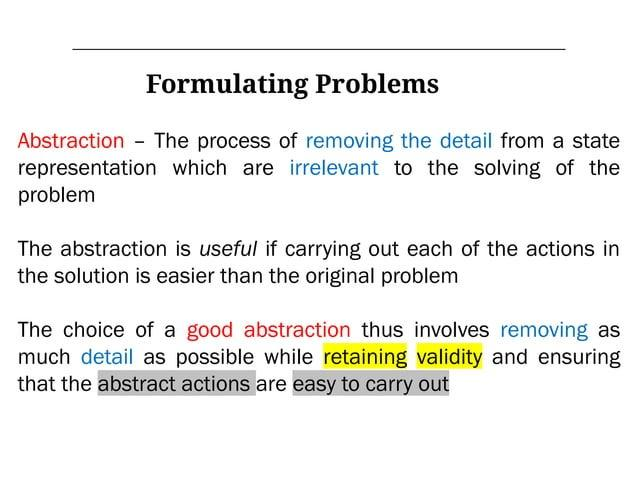 Formulating Problems
Abstraction – The process of removing the detail from a state
representation which are irrelevant to the solving of the
problem
The abstraction is useful if carrying out each of the actions in
the solution is easier than the original problem
The choice of a good abstraction thus involves removing as
much detail as possible while retaining validity and ensuring
that the abstract actions are easy to carry out